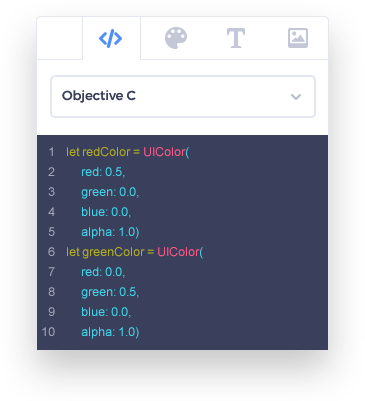 </>
T
Objective C
1 let redColor = UIColor(
2 red: 0.5,
3 green: 0.0,
4 blue: 0.0,
5 alpha: 1.0)
6 let greenColor = UIColor(
7 red: 0.0,
8 green: 0.5,
9 blue: 0.0,
10 alpha: 1.0)